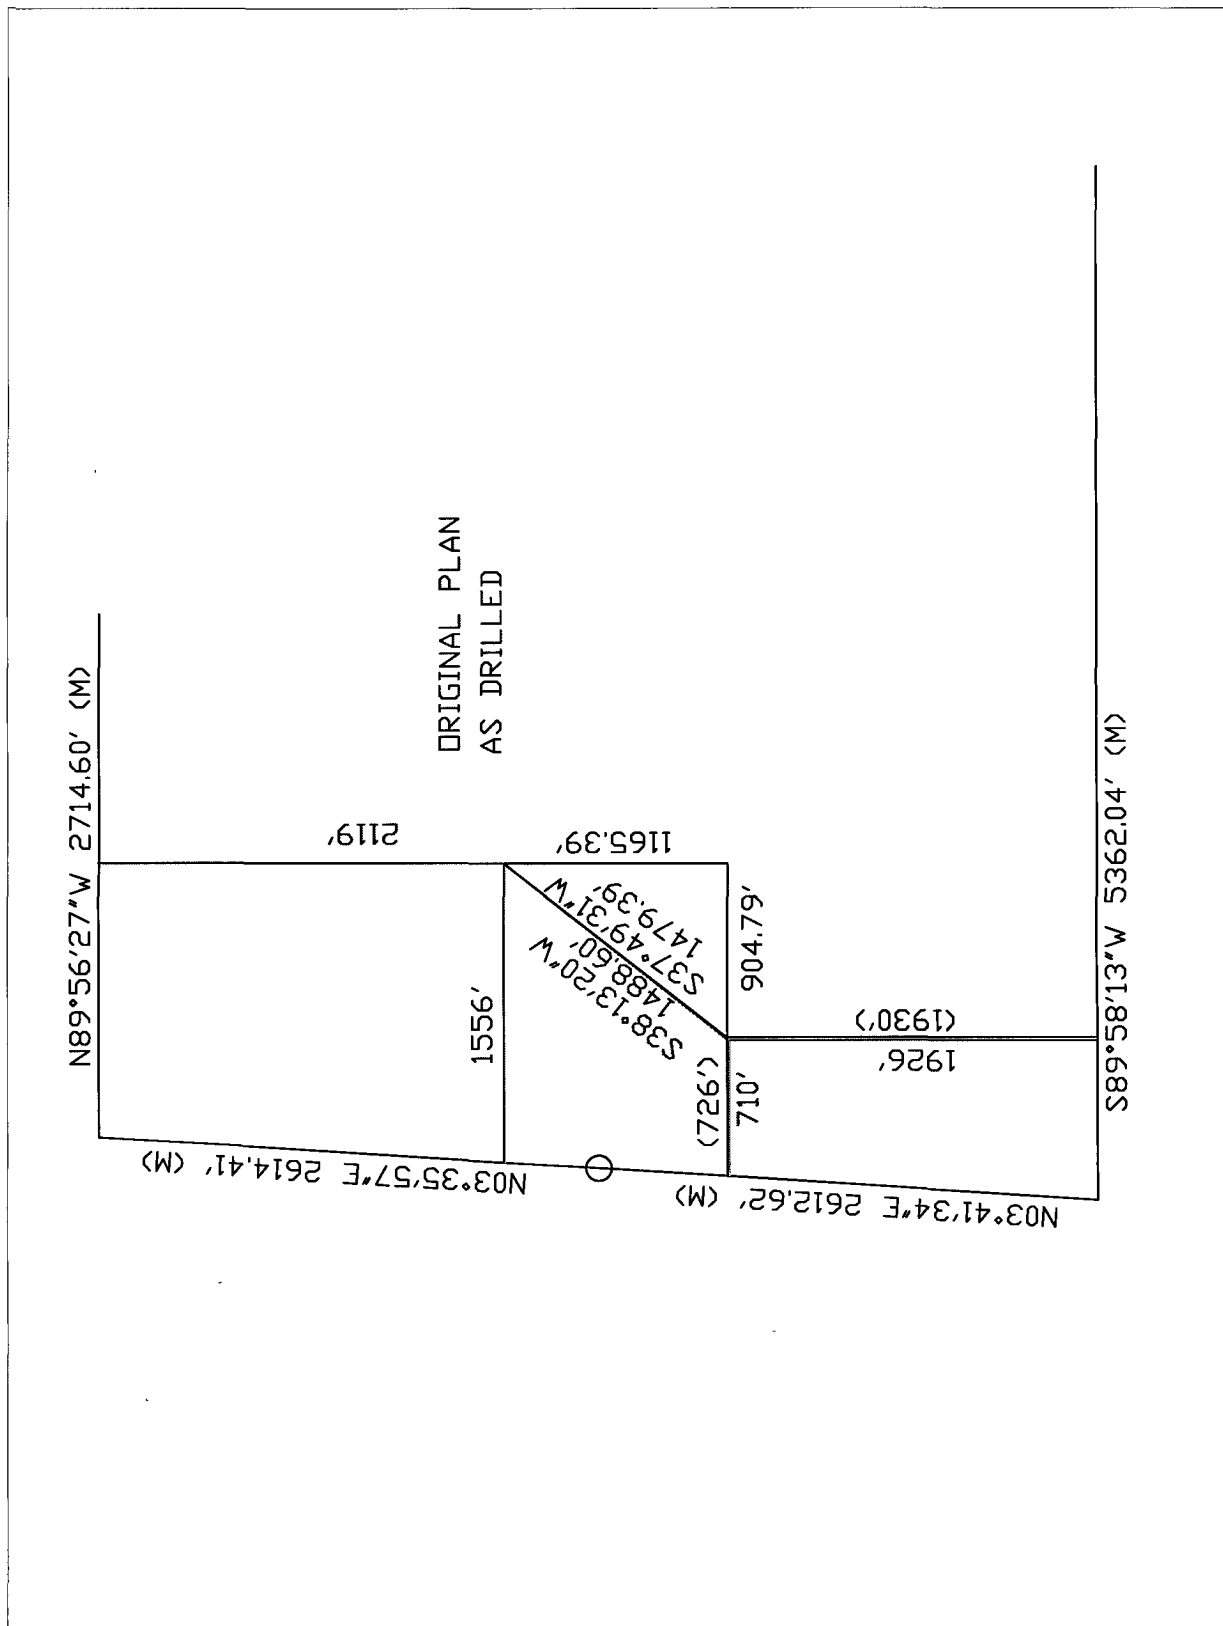 N89°56'27"W 2714.60' (M)
2119'
ORIGINAL PLAN
AS DRILLED
1165.39'
1556'
S37°49'31"W
1479.39'
S38°13'20"W
1488.60'
904.79'
(726')
710'
(1930')
1926'
N03°35'57"E 2614.41' (M)
N03°41'34"E 2612.62' (M)
S89°58'13"W 5362.04' (M)